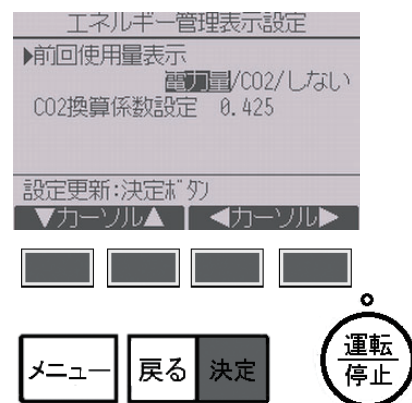 エネルギー管理表示設定
▶前回使用量表示
電力量/CO2/しない
CO2換算係数設定 0.425
設定更新:決定ﾎﾞﾀﾝ
▼カーソル▲ ◀カーソル▶
メニュー 戻る 決定
運転
停止